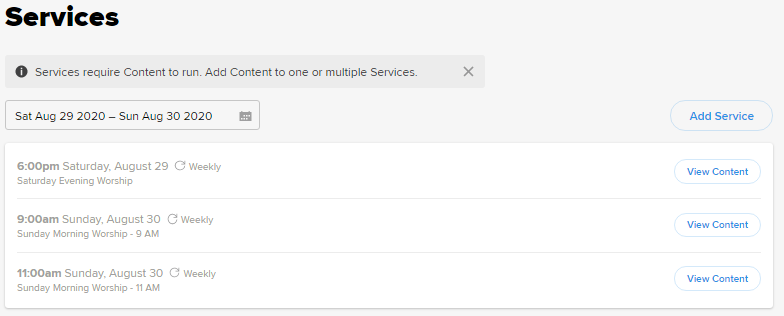 Services
Services require Content to run. Add Content to one or multiple Services.
Sat Aug 29 2020 – Sun Aug 30 2020
Add Service
6:00pm Saturday, August 29 Weekly
Saturday Evening Worship
View Content
9:00am Sunday, August 30 Weekly
Sunday Morning Worship - 9 AM
View Content
11:00am Sunday, August 30 Weekly
Sunday Morning Worship - 11 AM
View Content